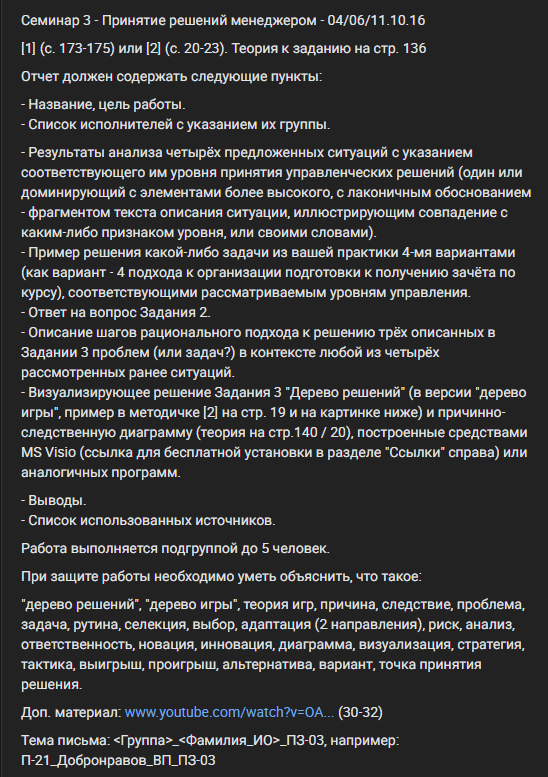 Семинар 3 - Принятие решений менеджером - 04/06/11.10.16
[1] (с. 173-175) или [2] (с. 20-23). Теория к заданию на стр. 136
Отчет должен содержать следующие пункты:
- Название, цель работы.
- Список исполнителей с указанием их группы.
- Результаты анализа четырёх предложенных ситуаций с указанием
соответствующего им уровня принятия управленческих решений (один или
доминирующий с элементами более высокого, с лаконичным обоснованием
- фрагментом текста описания ситуации, иллюстрирующим совпадение с
каким-либо признаком уровня, или своими словами).
- Пример решения какой-либо задачи из вашей практики 4-мя вариантами
(как вариант - 4 подхода к организации подготовки к получению зачёта по
курсу), соответствующими рассматриваемым уровням управления.
- Ответ на вопрос Задания 2.
- Описание шагов рационального подхода к решению трёх описанных в
Задании 3 проблем (или задач?) в контексте любой из четырёх
рассмотренных ранее ситуаций.
- Визуализирующее решение Задания 3 "Дерево решений" (в версии "дерево
игры", пример в методичке [2] на стр. 19 и на картинке ниже) и причинно-
следственную диаграмму (теория на стр.140 / 20), построенные средствами
MS Visio (ссылка для бесплатной установки в разделе "Ссылки" справа) или
аналогичных программ.
- Выводы.
- Список использованных источников.
Работа выполняется подгруппой до 5 человек.
При защите работы необходимо уметь объяснить, что такое:
"дерево решений", "дерево игры", теория игр, причина, следствие, проблема,
задача, рутина, селекция, выбор, адаптация (2 направления), риск, анализ,
ответственность, новация, инновация, диаграмма, визуализация, стратегия,
тактика, выигрыш, проигрыш, альтернатива, вариант, точка принятия
решения.
Доп. материал: www.youtube.com/watch?v=OA... (30-32)
Тема письма: <Группа>_<Фамилия_ИО>_ПЗ-03, например:
П-21_Добронравов_ВП_ПЗ-03